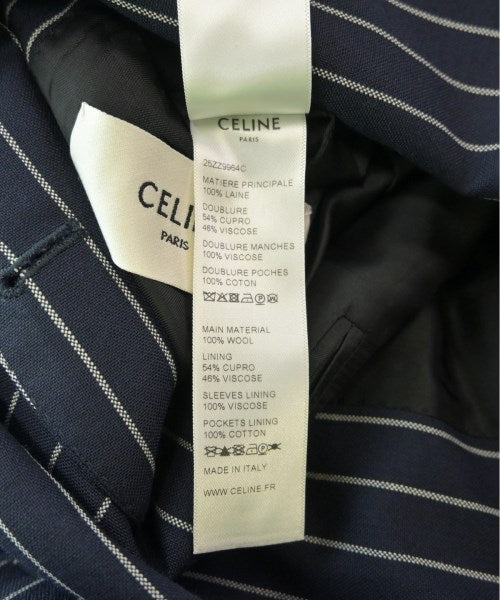 CELINE
PARIS
25ZZ9964C
MATIERE PRINCIPALE
100% LAINE
DOUBLURE
54% CUPRO
46% VISCOSE
DOUBLURE MANCHES
100% VISCOSE
DOUBLURE POCHES
100% COTON
MAIN MATERIAL
100% WOOL
LINING
54% CUPRO
46% VISCOSE
SLEEVES LINING
100% VISCOSE
POCKETS LINING
100% COTTON
MADE IN ITALY
WWW.CELINE.FR
CELI
PARIS